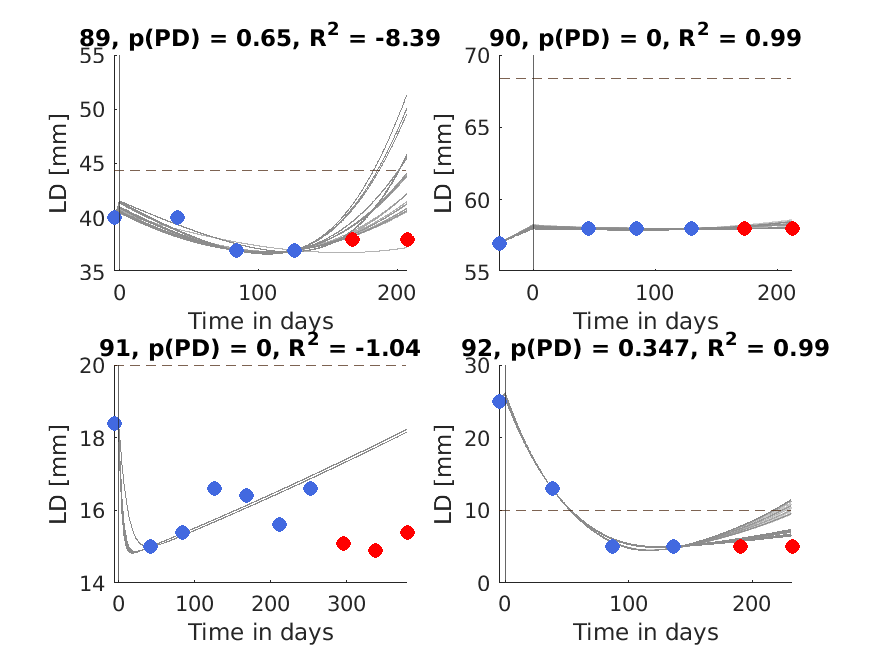 89, p(PD) = 0.65, R² = -8.39
55
50
45
40
35
LD [mm]
0
100
200
Time in days
90, p(PD) = 0, R² = 0.99
70
65
60
55
LD [mm]
0
100
200
Time in days
91, p(PD) = 0, R² = -1.04
20
18
16
14
LD [mm]
0
100
200
300
Time in days
92, p(PD) = 0.347, R² = 0.99
30
20
10
0
LD [mm]
0
100
200
Time in days